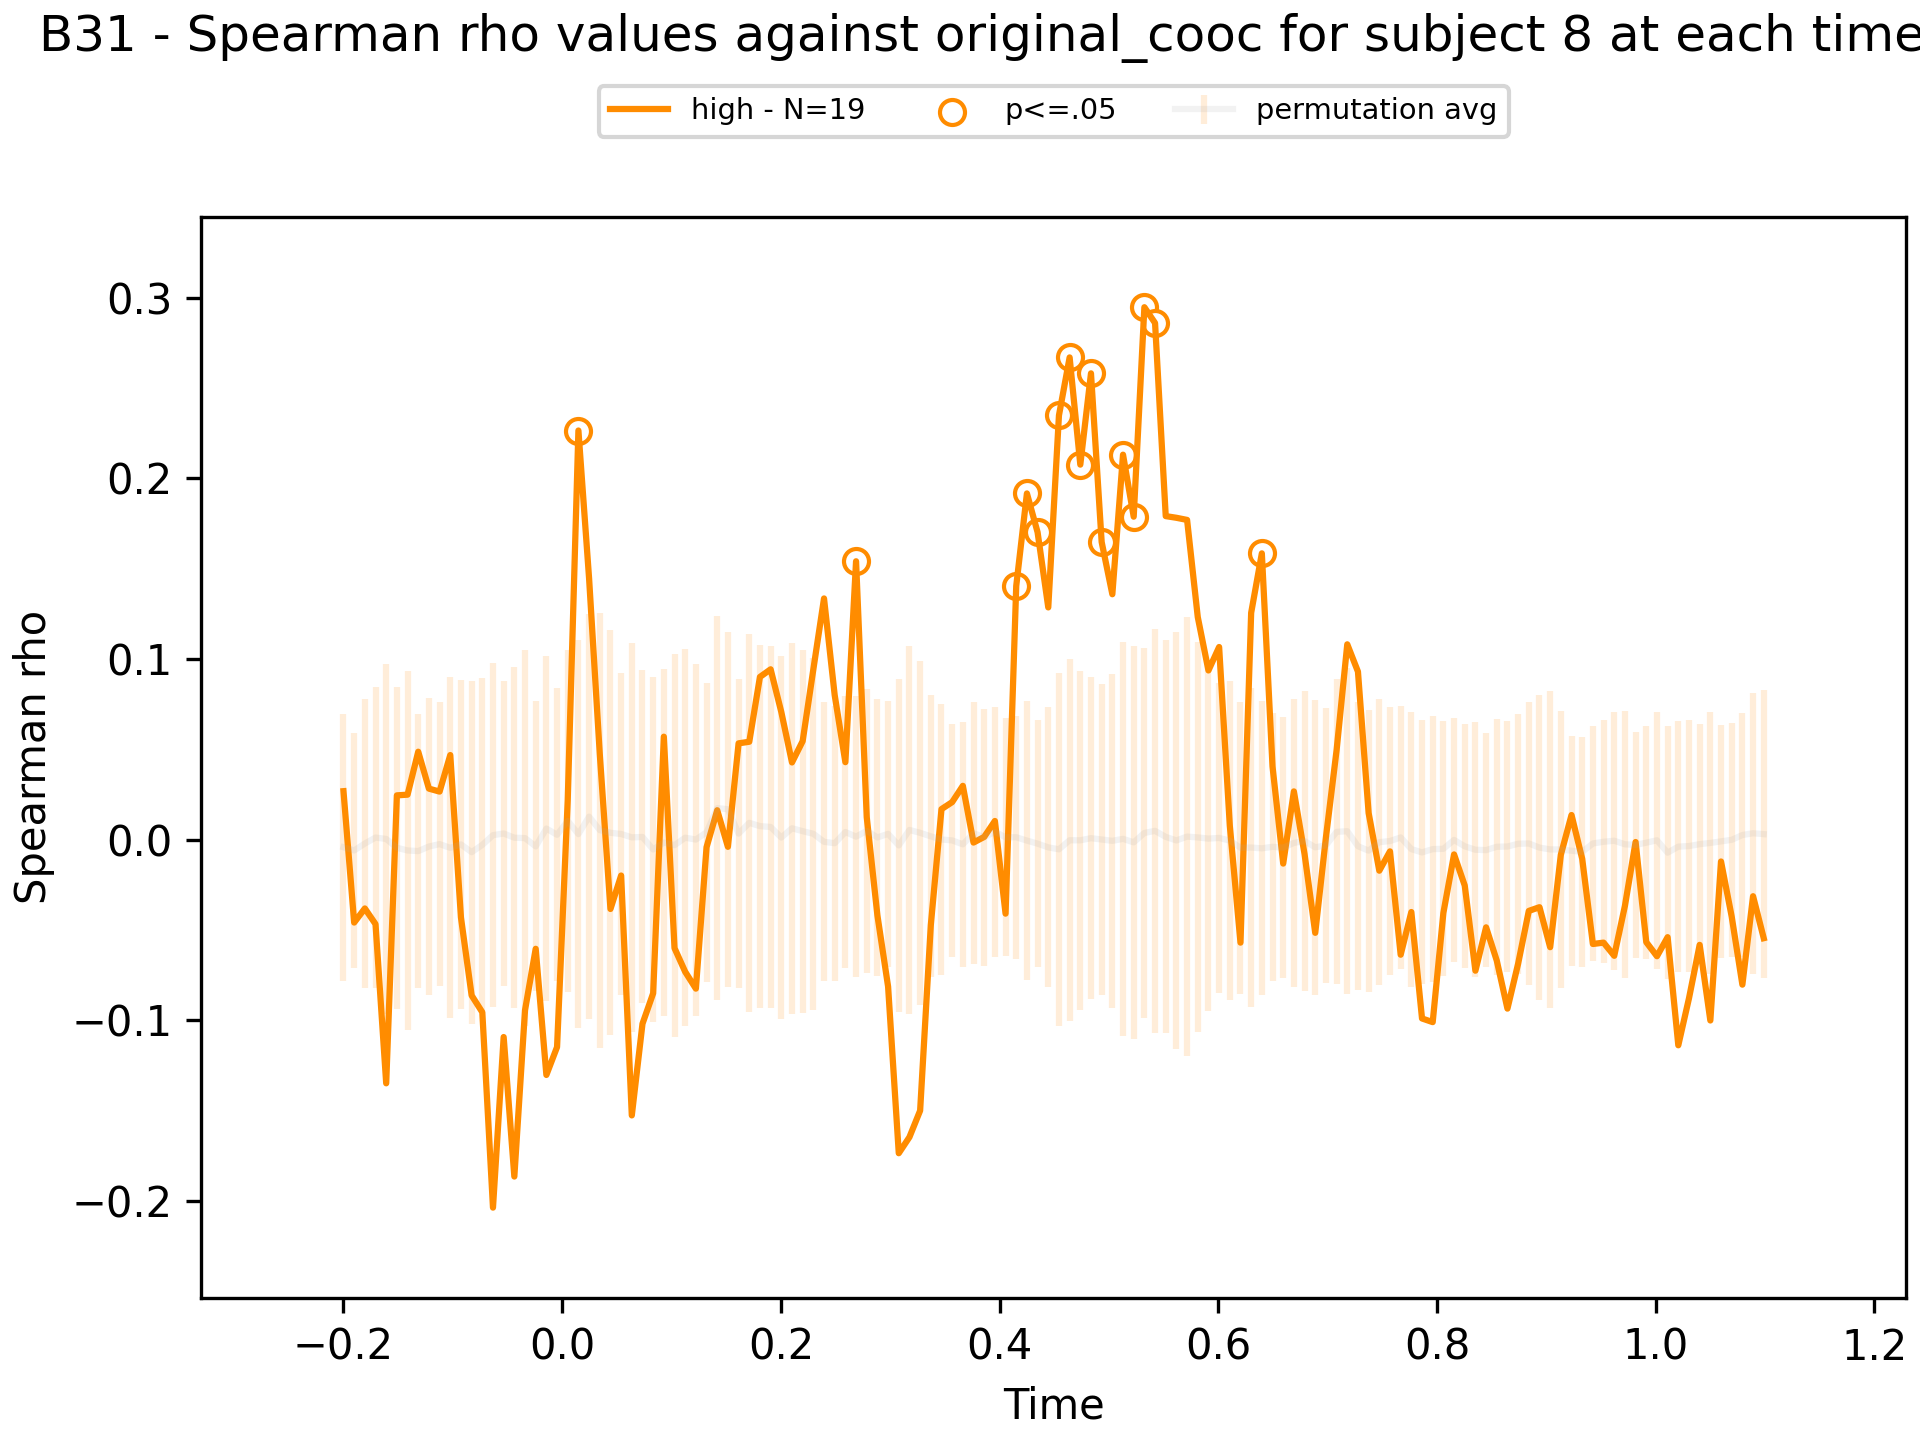 B31 - Spearman rho values against original_cooc for subject 8 at each time
high - N=19 p<=.05 permutation avg
0.3
0.2
0.1
0.0
−0.1
−0.2
Spearman rho
−0.2 0.0 0.2 0.4 0.6 0.8 1.0 1.2
Time